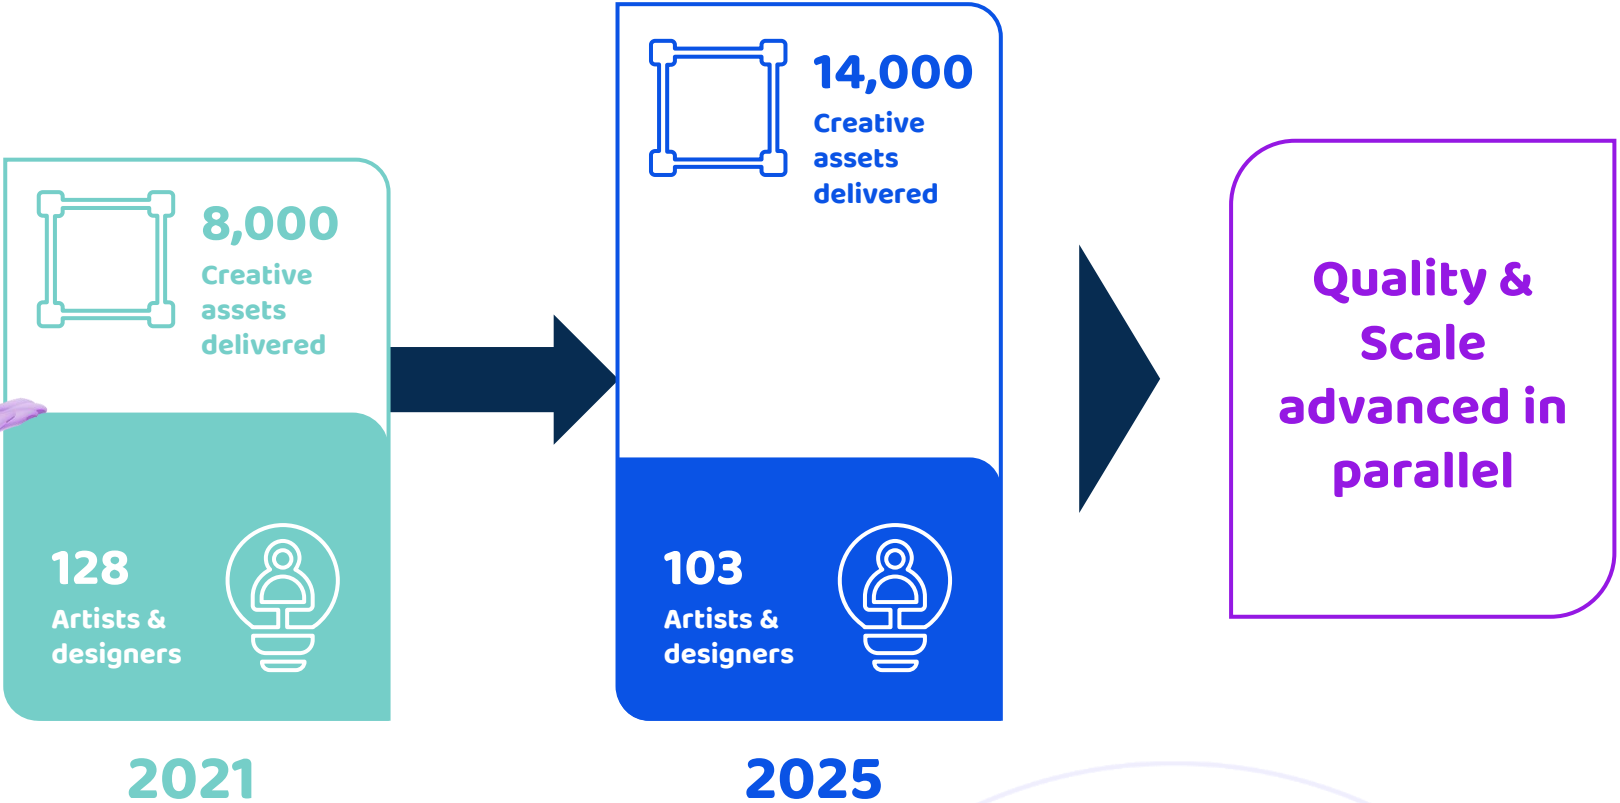 8,000
Creative
assets
delivered
128
Artists &
designers
2021
14,000
Creative
assets
delivered
103
Artists &
designers
2025
Quality &
Scale
advanced in
parallel